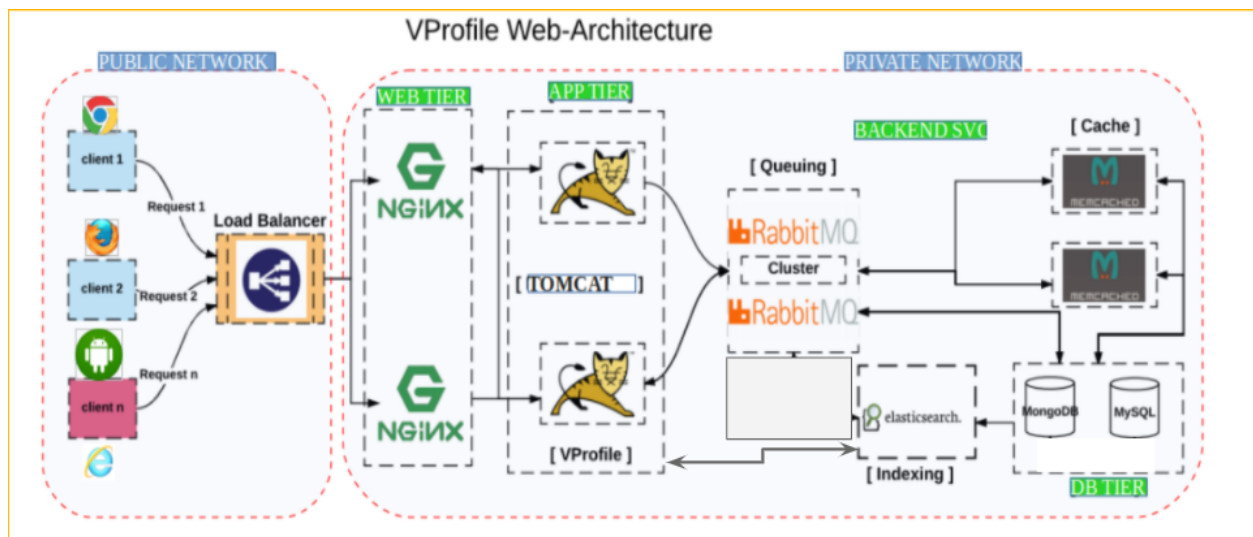 VProfile Web-Architecture
PUBLIC NETWORK
PRIVATE NETWORK
WEB TIER
APP TIER
BACKEND SVC
[ Cache ]
client 1
Request 1
Load Balancer
client 2
Request 2
client n
Request n
NGINX
NGINX
[ TOMCAT ]
[ VProfile ]
[ Queuing ]
RabbitMQ
Cluster
RabbitMQ
MEMCACHED
MEMCACHED
elasticsearch.
[ Indexing ]
MongoDB
MySQL
DB TIER